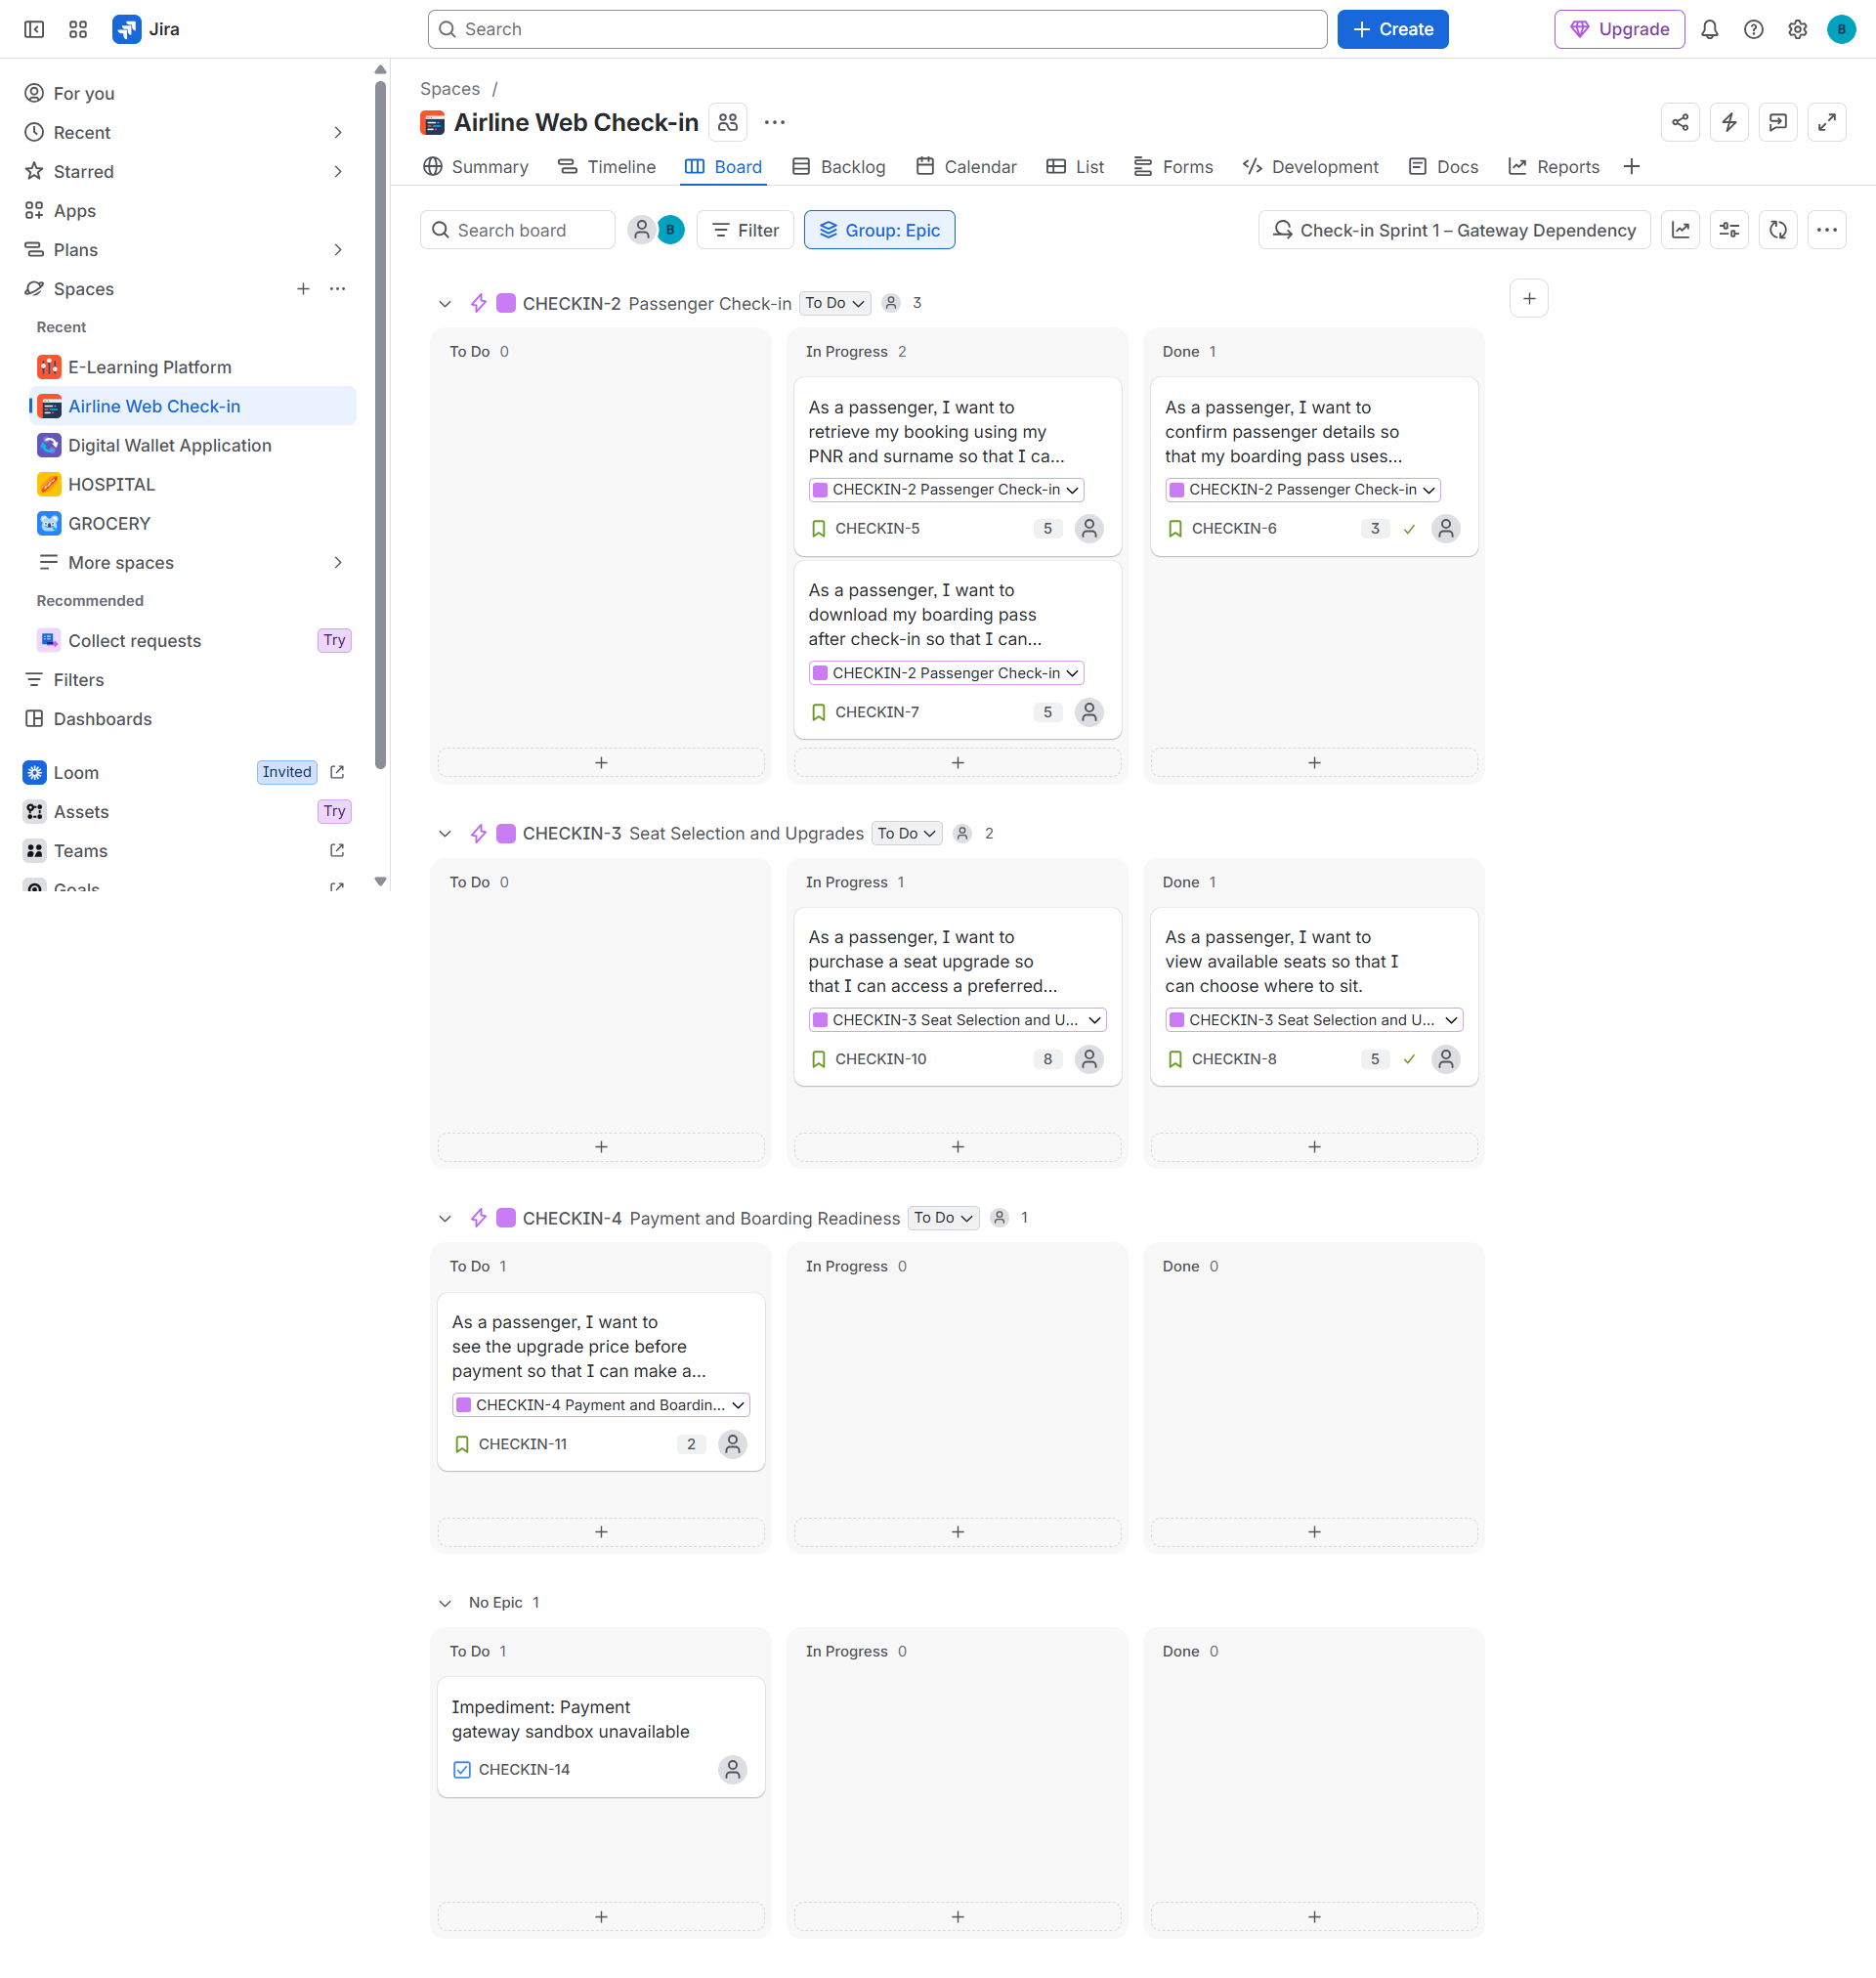 Jira
Search
Create
Upgrade
B
For you
Recent
Starred
Apps
Plans
Spaces
Recent
E-Learning Platform
Airline Web Check-in
Digital Wallet Application
HOSPITAL
GROCERY
More spaces
Recommended
Collect requests Try
Filters
Dashboards
Loom Invited
Assets Try
Teams
Goals
Spaces /
Airline Web Check-in
Summary Timeline Board Backlog Calendar List Forms Development Docs Reports
Search board B Filter Group: Epic Check-in Sprint 1 – Gateway Dependency
CHECKIN-2 Passenger Check-in To Do 3
To Do 0
In Progress 2
As a passenger, I want to
retrieve my booking using my
PNR and surname so that I ca...
CHECKIN-2 Passenger Check-in
CHECKIN-5 5
As a passenger, I want to
download my boarding pass
after check-in so that I can...
CHECKIN-2 Passenger Check-in
CHECKIN-7 5
Done 1
As a passenger, I want to
confirm passenger details so
that my boarding pass uses...
CHECKIN-2 Passenger Check-in
CHECKIN-6 3
CHECKIN-3 Seat Selection and Upgrades To Do 2
To Do 0
In Progress 1
As a passenger, I want to
purchase a seat upgrade so
that I can access a preferred...
CHECKIN-3 Seat Selection and U...
CHECKIN-10 8
Done 1
As a passenger, I want to
view available seats so that I
can choose where to sit.
CHECKIN-3 Seat Selection and U...
CHECKIN-8 5
CHECKIN-4 Payment and Boarding Readiness To Do 1
To Do 1
As a passenger, I want to
see the upgrade price before
payment so that I can make a...
CHECKIN-4 Payment and Boardin...
CHECKIN-11 2
In Progress 0
Done 0
No Epic 1
To Do 1
Impediment: Payment
gateway sandbox unavailable
CHECKIN-14
In Progress 0
Done 0